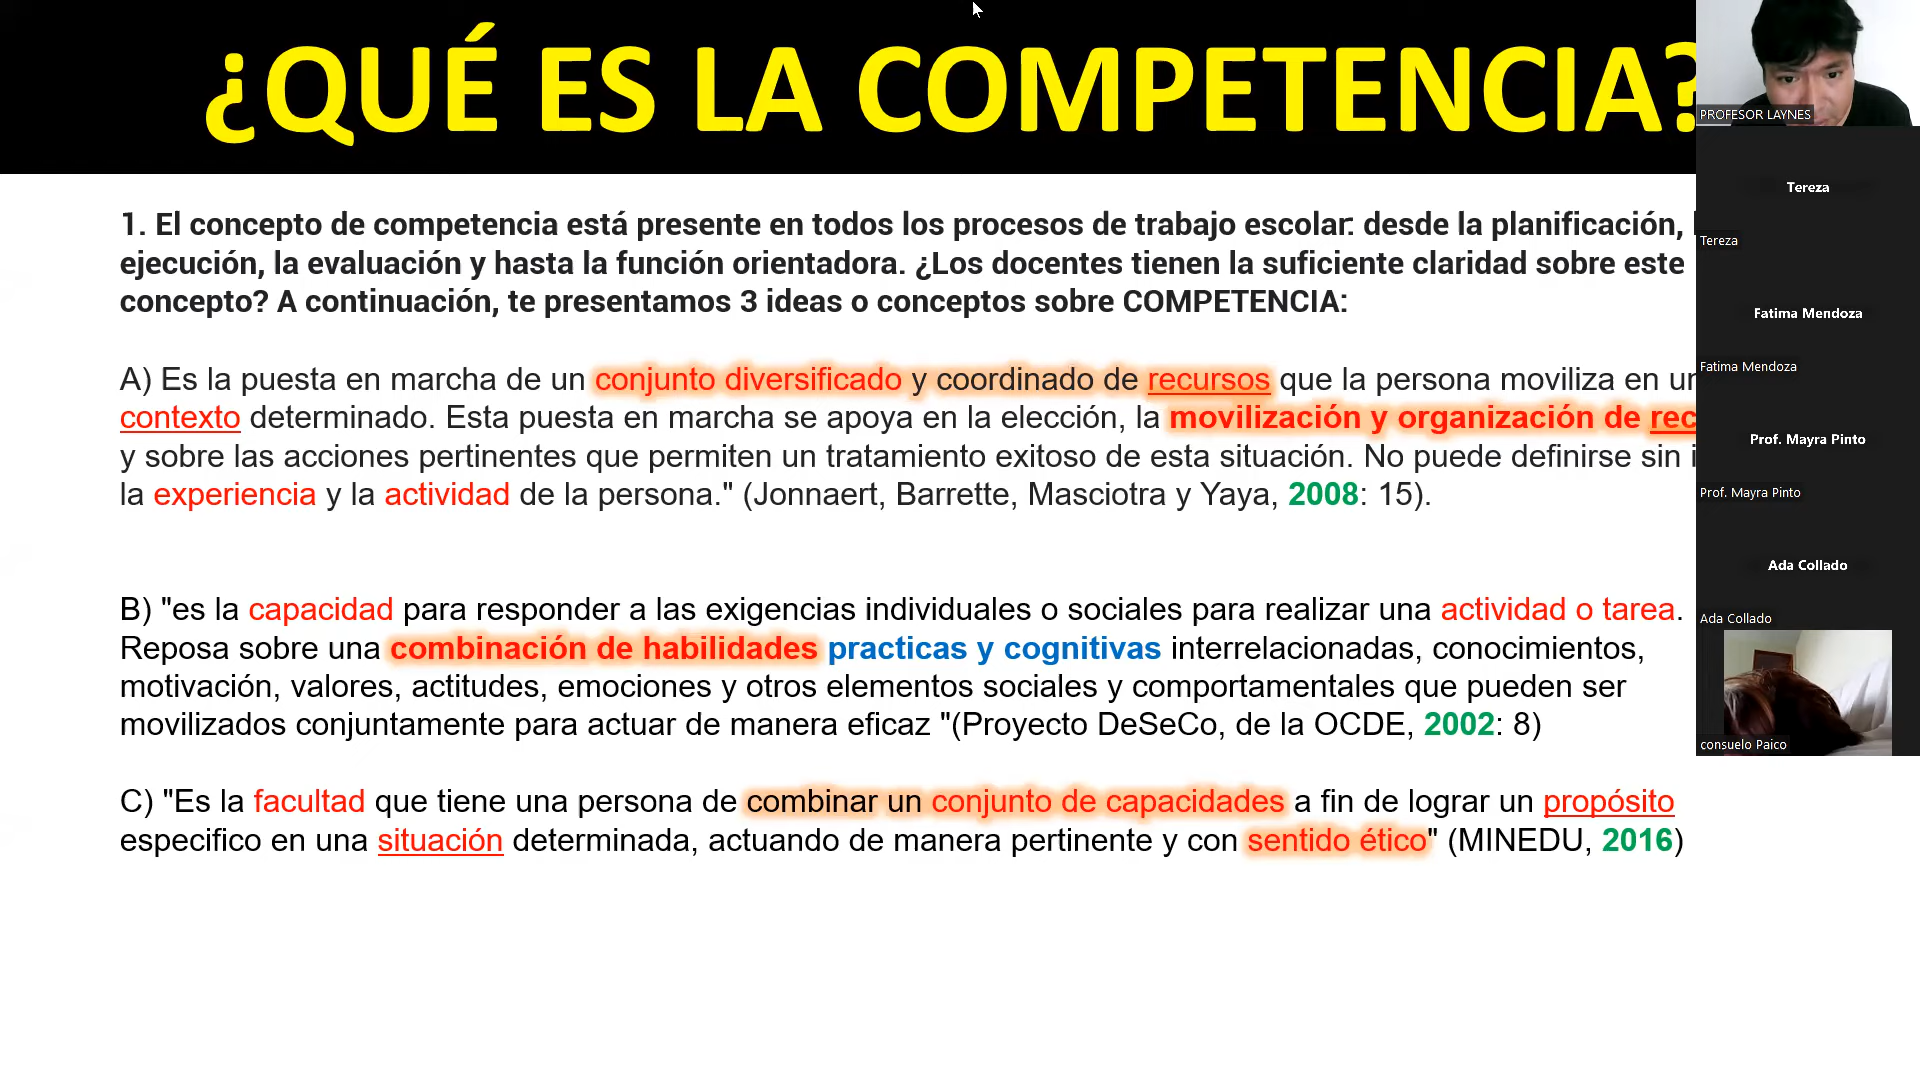 ¿QUÉ ES LA COMPETENCIA?
1. El concepto de competencia está presente en todos los procesos de trabajo escolar: desde la planificación,
ejecución, la evaluación y hasta la función orientadora. ¿Los docentes tienen la suficiente claridad sobre este
concepto? A continuación, te presentamos 3 ideas o conceptos sobre COMPETENCIA:
A) Es la puesta en marcha de un conjunto diversificado y coordinado de recursos que la persona moviliza en un
contexto determinado. Esta puesta en marcha se apoya en la elección, la movilización y organización de rec
y sobre las acciones pertinentes que permiten un tratamiento exitoso de esta situación. No puede definirse sin
la experiencia y la actividad de la persona." (Jonnaert, Barrette, Masciotra y Yaya, 2008: 15).
B) "es la capacidad para responder a las exigencias individuales o sociales para realizar una actividad o tarea.
Reposa sobre una combinación de habilidades practicas y cognitivas interrelacionadas, conocimientos,
motivación, valores, actitudes, emociones y otros elementos sociales y comportamentales que pueden ser
movilizados conjuntamente para actuar de manera eficaz "(Proyecto DeSeCo, de la OCDE, 2002: 8)
C) "Es la facultad que tiene una persona de combinar un conjunto de capacidades a fin de lograr un propósito
especifico en una situación determinada, actuando de manera pertinente y con sentido ético" (MINEDU, 2016)
PROFESOR LAYNES
Tereza
Tereza
Fatima Mendoza
Fatima Mendoza
Prof. Mayra Pinto
Prof. Mayra Pinto
Ada Collado
Ada Collado
consuelo Paico